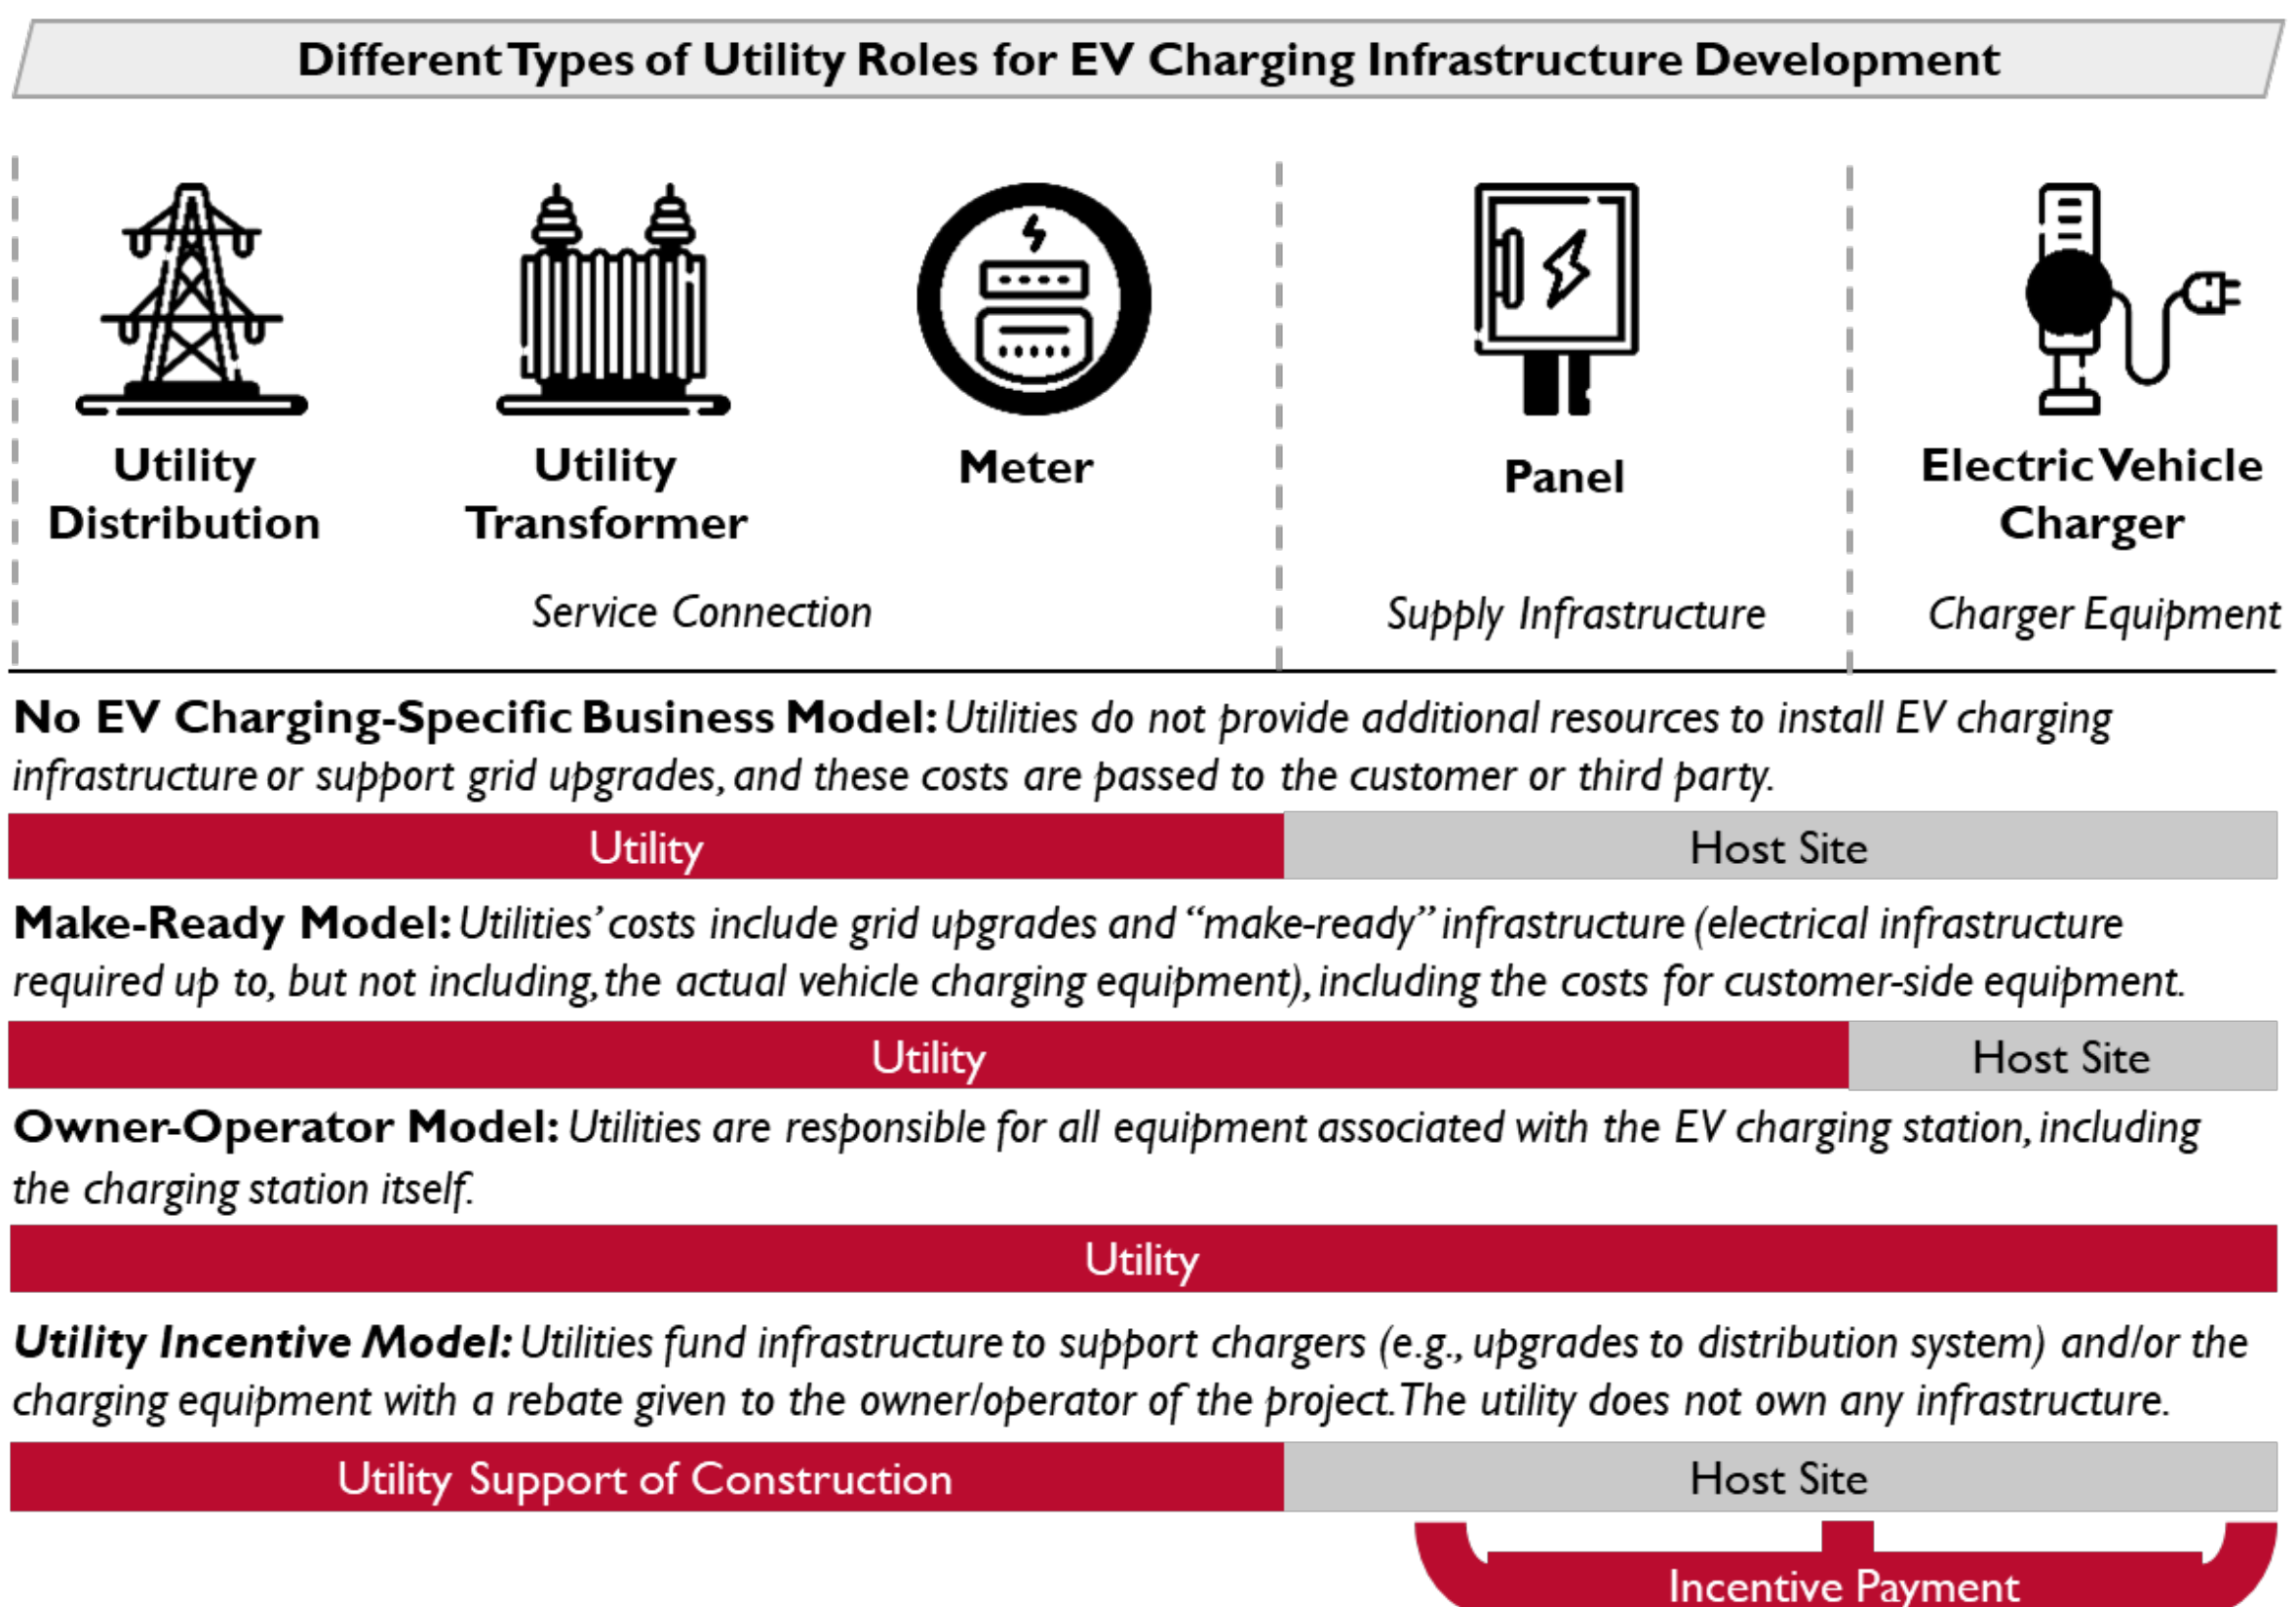 Different Types of Utility Roles for EV Charging Infrastructure Development
Utility
Distribution
Utility
Transformer
Meter
Panel
Electric Vehicle
Charger
Service Connection
Supply Infrastructure
Charger Equipment
No EV Charging-Specific Business Model: Utilities do not provide additional resources to install EV charging
infrastructure or support grid upgrades, and these costs are passed to the customer or third party.
Utility
Host Site
Make-Ready Model: Utilities’ costs include grid upgrades and “make-ready” infrastructure (electrical infrastructure
required up to, but not including, the actual vehicle charging equipment), including the costs for customer-side equipment.
Utility
Host Site
Owner-Operator Model: Utilities are responsible for all equipment associated with the EV charging station, including
the charging station itself.
Utility
Utility Incentive Model: Utilities fund infrastructure to support chargers (e.g., upgrades to distribution system) and/or the
charging equipment with a rebate given to the owner/operator of the project. The utility does not own any infrastructure.
Utility Support of Construction
Host Site
Incentive Payment